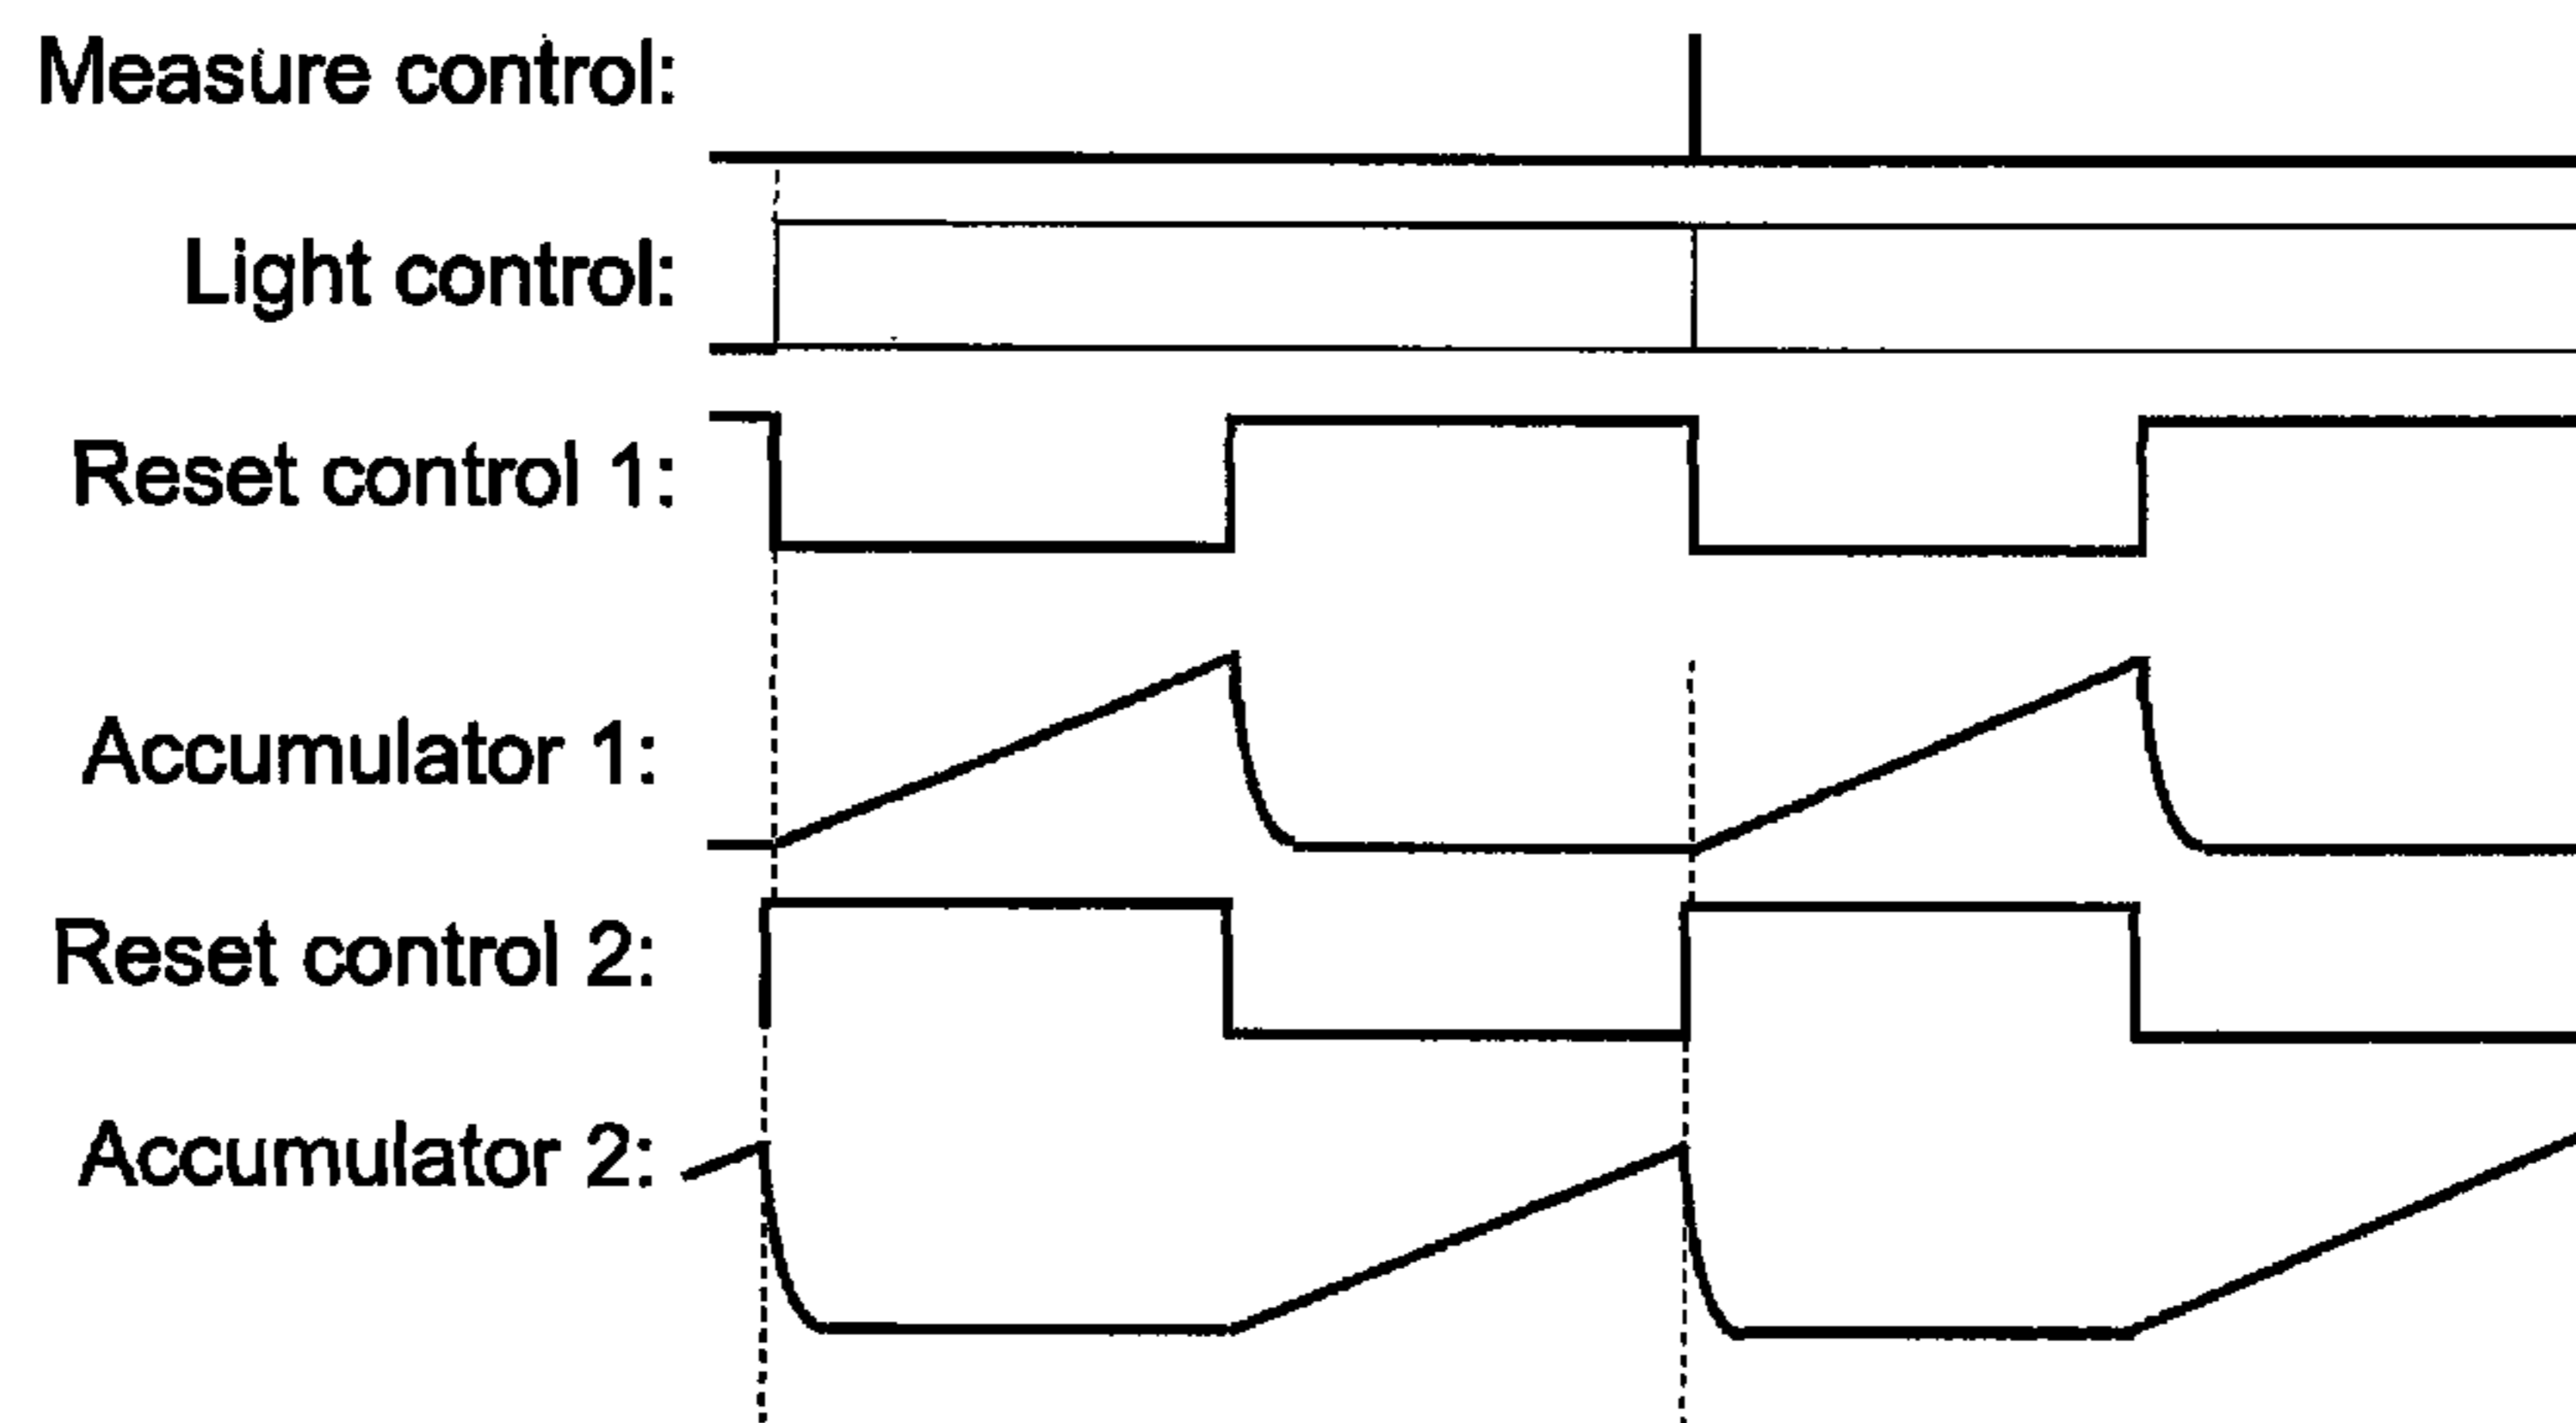 Measure control:
Light control:
Reset control 1:
Accumulator 1:
Reset control 2:
Accumulator 2: